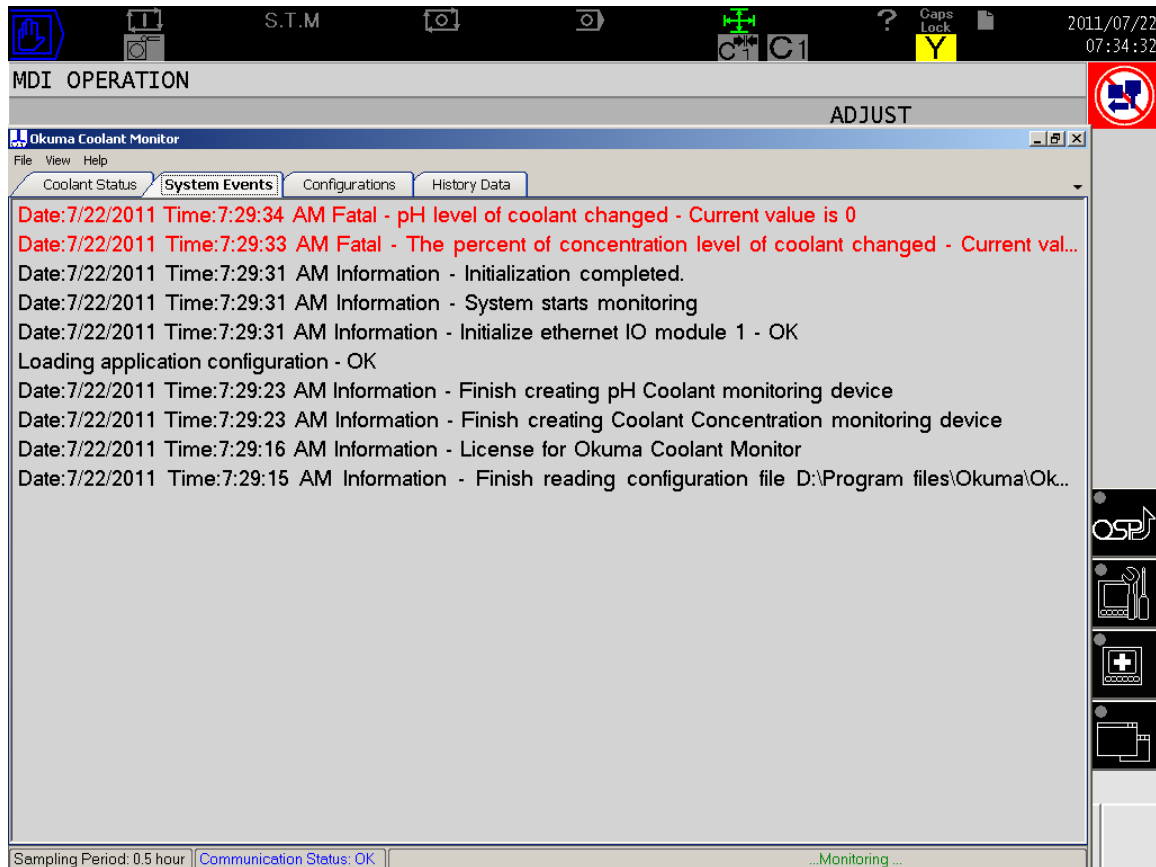 S.T.M
?
Caps
Lock
Y
2011/07/22
07:34:32
C1
MDI OPERATION
ADJUST
Okuma Coolant Monitor
File View Help
Coolant Status System Events Configurations History Data
Date:7/22/2011 Time:7:29:34 AM Fatal - pH level of coolant changed - Current value is 0
Date:7/22/2011 Time:7:29:33 AM Fatal - The percent of concentration level of coolant changed - Current val...
Date:7/22/2011 Time:7:29:31 AM Information - Initialization completed.
Date:7/22/2011 Time:7:29:31 AM Information - System starts monitoring
Date:7/22/2011 Time:7:29:31 AM Information - Initialize ethernet IO module 1 - OK
Loading application configuration - OK
Date:7/22/2011 Time:7:29:23 AM Information - Finish creating pH Coolant monitoring device
Date:7/22/2011 Time:7:29:23 AM Information - Finish creating Coolant Concentration monitoring device
Date:7/22/2011 Time:7:29:16 AM Information - License for Okuma Coolant Monitor
Date:7/22/2011 Time:7:29:15 AM Information - Finish reading configuration file D:\Program files\Okuma\Ok...
OSP
Sampling Period: 0.5 hour Communication Status: OK ...Monitoring ...